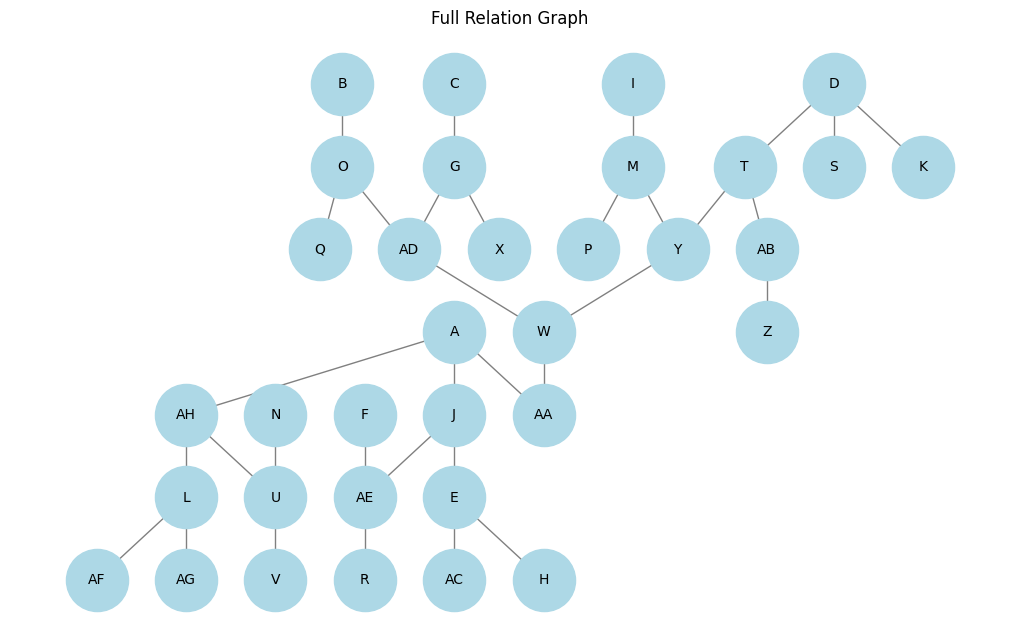 Full Relation Graph
B C I D
O G M T S K
Q AD X P Y AB
A W Z
AH N F J AA
L U AE E
AF AG V R AC H